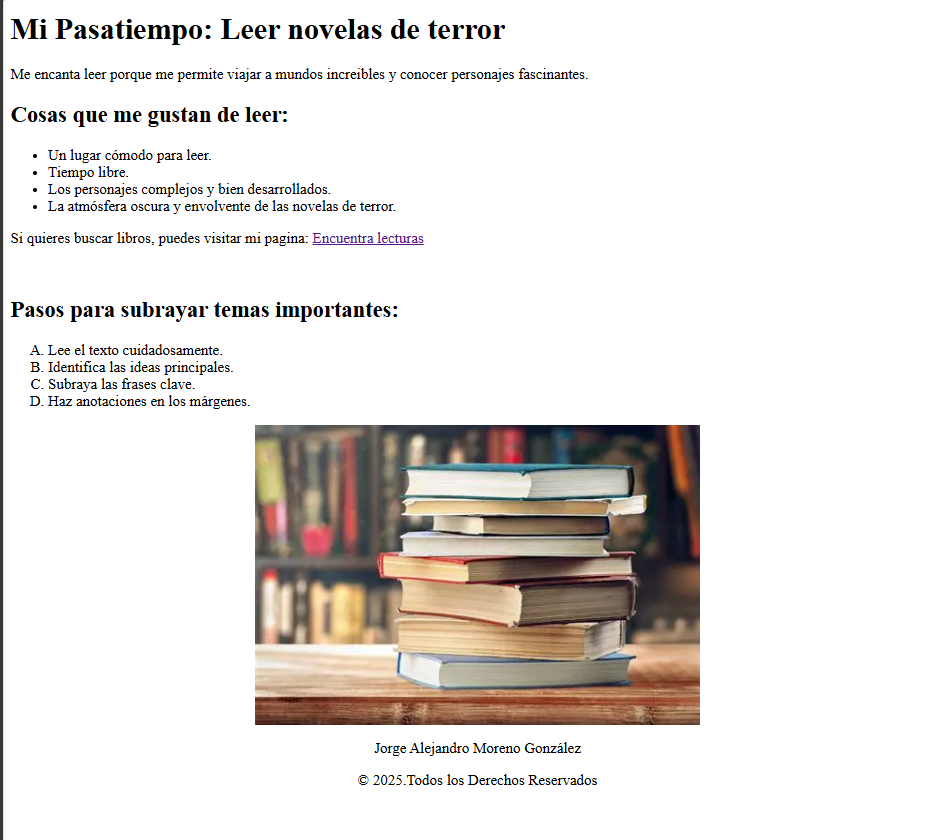 Mi Pasatiempo: Leer novelas de terror
Me encanta leer porque me permite viajar a mundos increibles y conocer personajes fascinantes.
Cosas que me gustan de leer:
• Un lugar cómodo para leer.
• Tiempo libre.
• Los personajes complejos y bien desarrollados.
• La atmósfera oscura y envolvente de las novelas de terror.
Si quieres buscar libros, puedes visitar mi pagina: Encuentra lecturas
Pasos para subrayar temas importantes:
A. Lee el texto cuidadosamente.
B. Identifica las ideas principales.
C. Subraya las frases clave.
D. Haz anotaciones en los márgenes.
Jorge Alejandro Moreno González
© 2025.Todos los Derechos Reservados